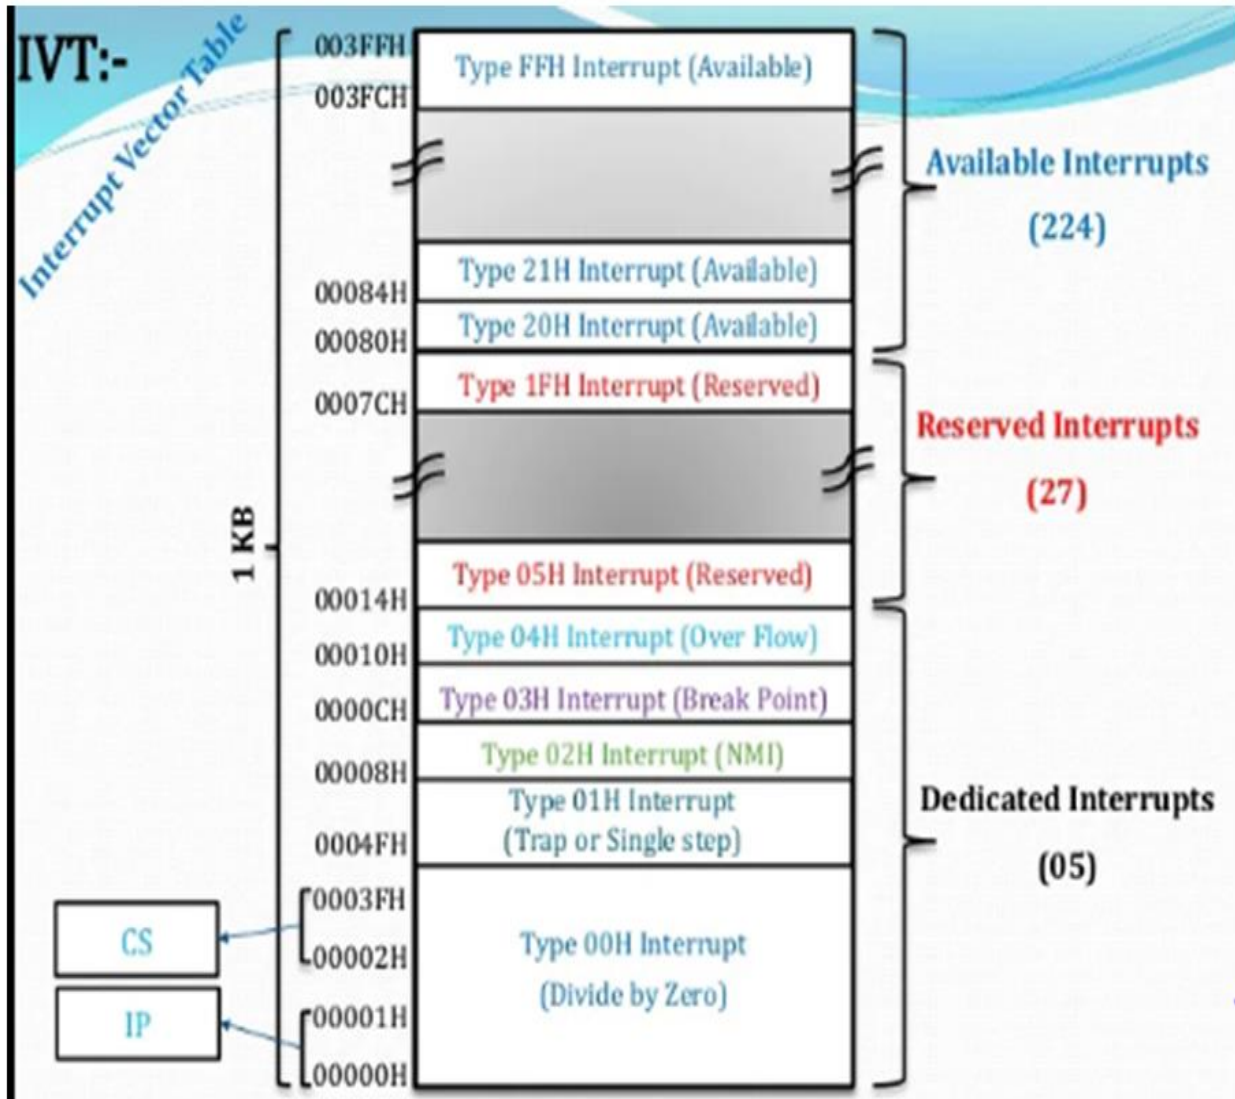 IVT:-
Interrupt Vector Table
003FFH
Type FFH Interrupt (Available)
003FCH
Available Interrupts
(224)
Type 21H Interrupt (Available)
00084H
Type 20H Interrupt (Available)
00080H
Type 1FH Interrupt (Reserved)
0007CH
Reserved Interrupts
(27)
1 KB
Type 05H Interrupt (Reserved)
00014H
Type 04H Interrupt (Over Flow)
00010H
Type 03H Interrupt (Break Point)
0000CH
Type 02H Interrupt (NMI)
00008H
Type 01H Interrupt
(Trap or Single step)
0004FH
Dedicated Interrupts
(05)
0003FH
CS
00002H
Type 00H Interrupt
(Divide by Zero)
00001H
IP
00000H